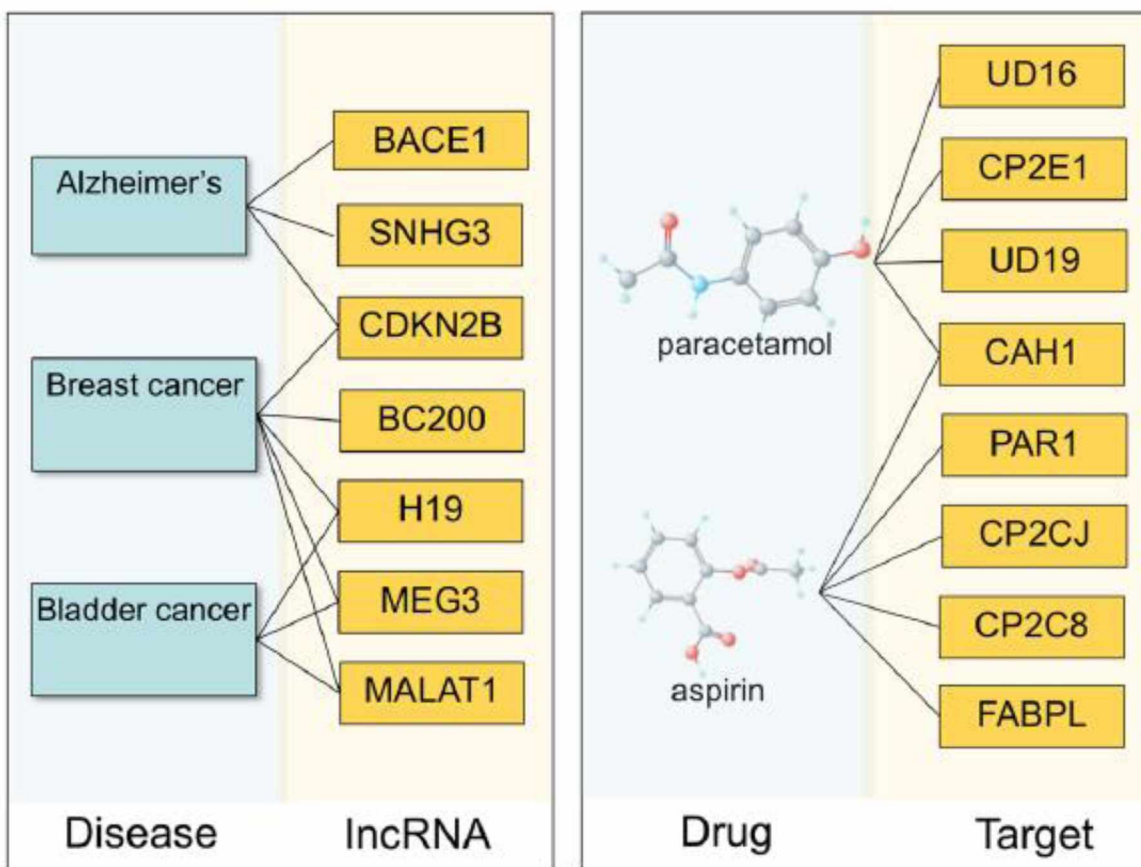 Alzheimer's
Breast cancer
Bladder cancer
BACE1
SNHG3
CDKN2B
BC200
H19
MEG3
MALAT1
Disease
lncRNA
paracetamol
aspirin
UD16
CP2E1
UD19
CAH1
PAR1
CP2CJ
CP2C8
FABPL
Drug
Target